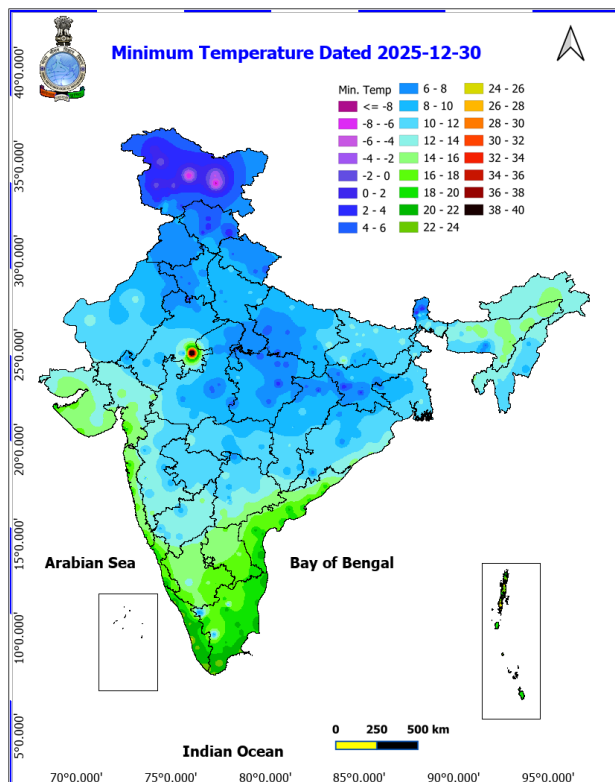 Minimum Temperature Dated 2025-12-30
Min. Temp
<= -8
-8 - -6
-6 - -4
-4 - -2
-2 - 0
0 - 2
2 - 4
4 - 6
6 - 8
8 - 10
10 - 12
12 - 14
14 - 16
16 - 18
18 - 20
20 - 22
22 - 24
24 - 26
26 - 28
28 - 30
30 - 32
32 - 34
34 - 36
36 - 38
38 - 40
40°0.000'
35°0.000'
30°0.000'
25°0.000'
20°0.000'
15°0.000'
10°0.000'
5°0.000'
Arabian Sea
Bay of Bengal
Indian Ocean
0 250 500 km
70°0.000' 75°0.000' 80°0.000' 85°0.000' 90°0.000' 95°0.000'